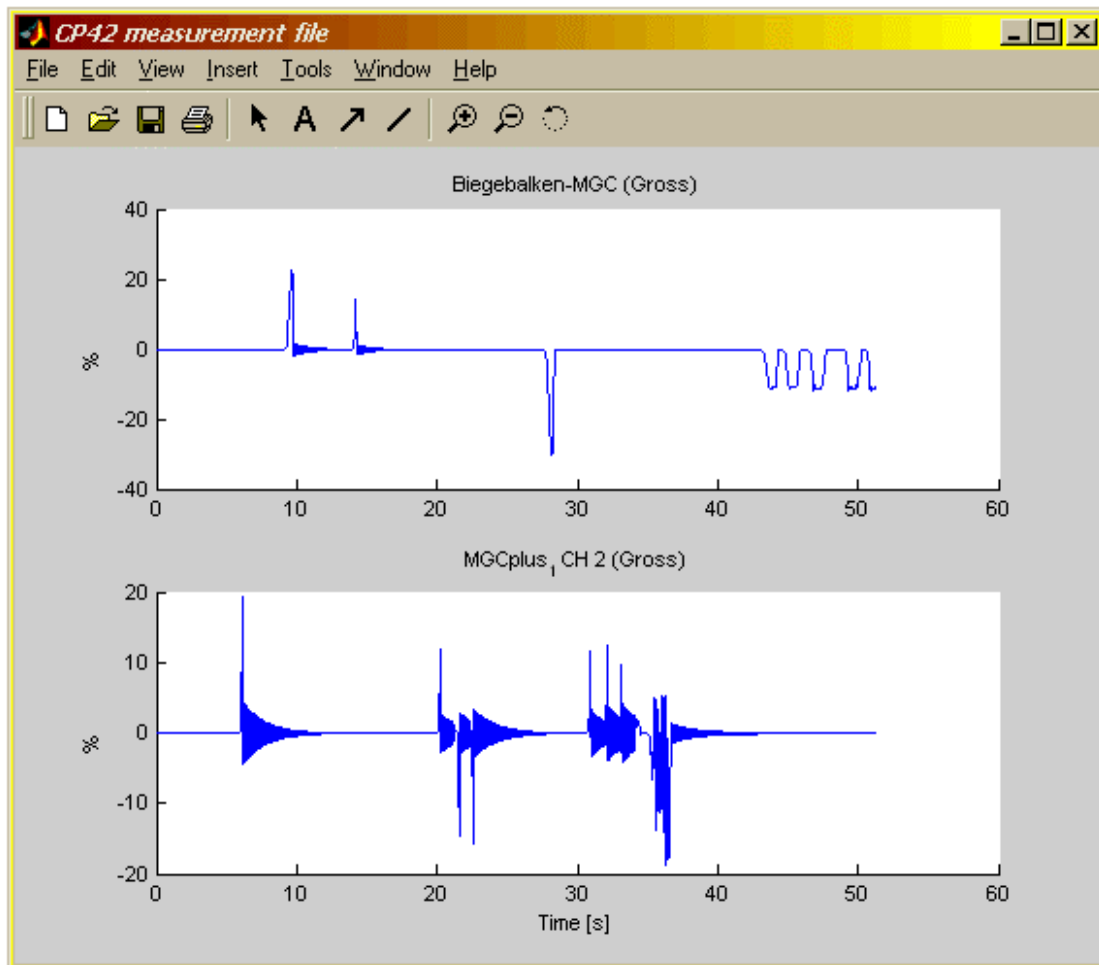 CP42 measurement file
File Edit View Insert Tools Window Help
A
Biegebalken-MGC (Gross)
40
20
0
-20
-40
%
0 10 20 30 40 50 60
MGCplus₁ CH 2 (Gross)
20
10
0
-10
-20
%
0 10 20 30 40 50 60
Time [s]